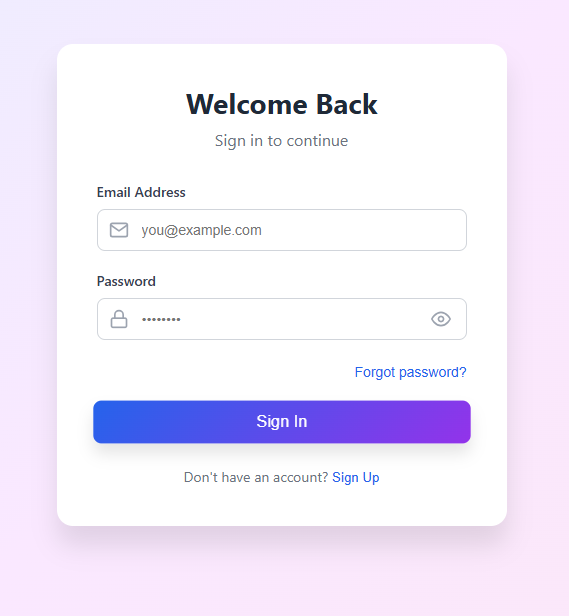 Welcome Back
Sign in to continue
Email Address
you@example.com
Password
••••••••
Forgot password?
Sign In
Don't have an account? Sign Up